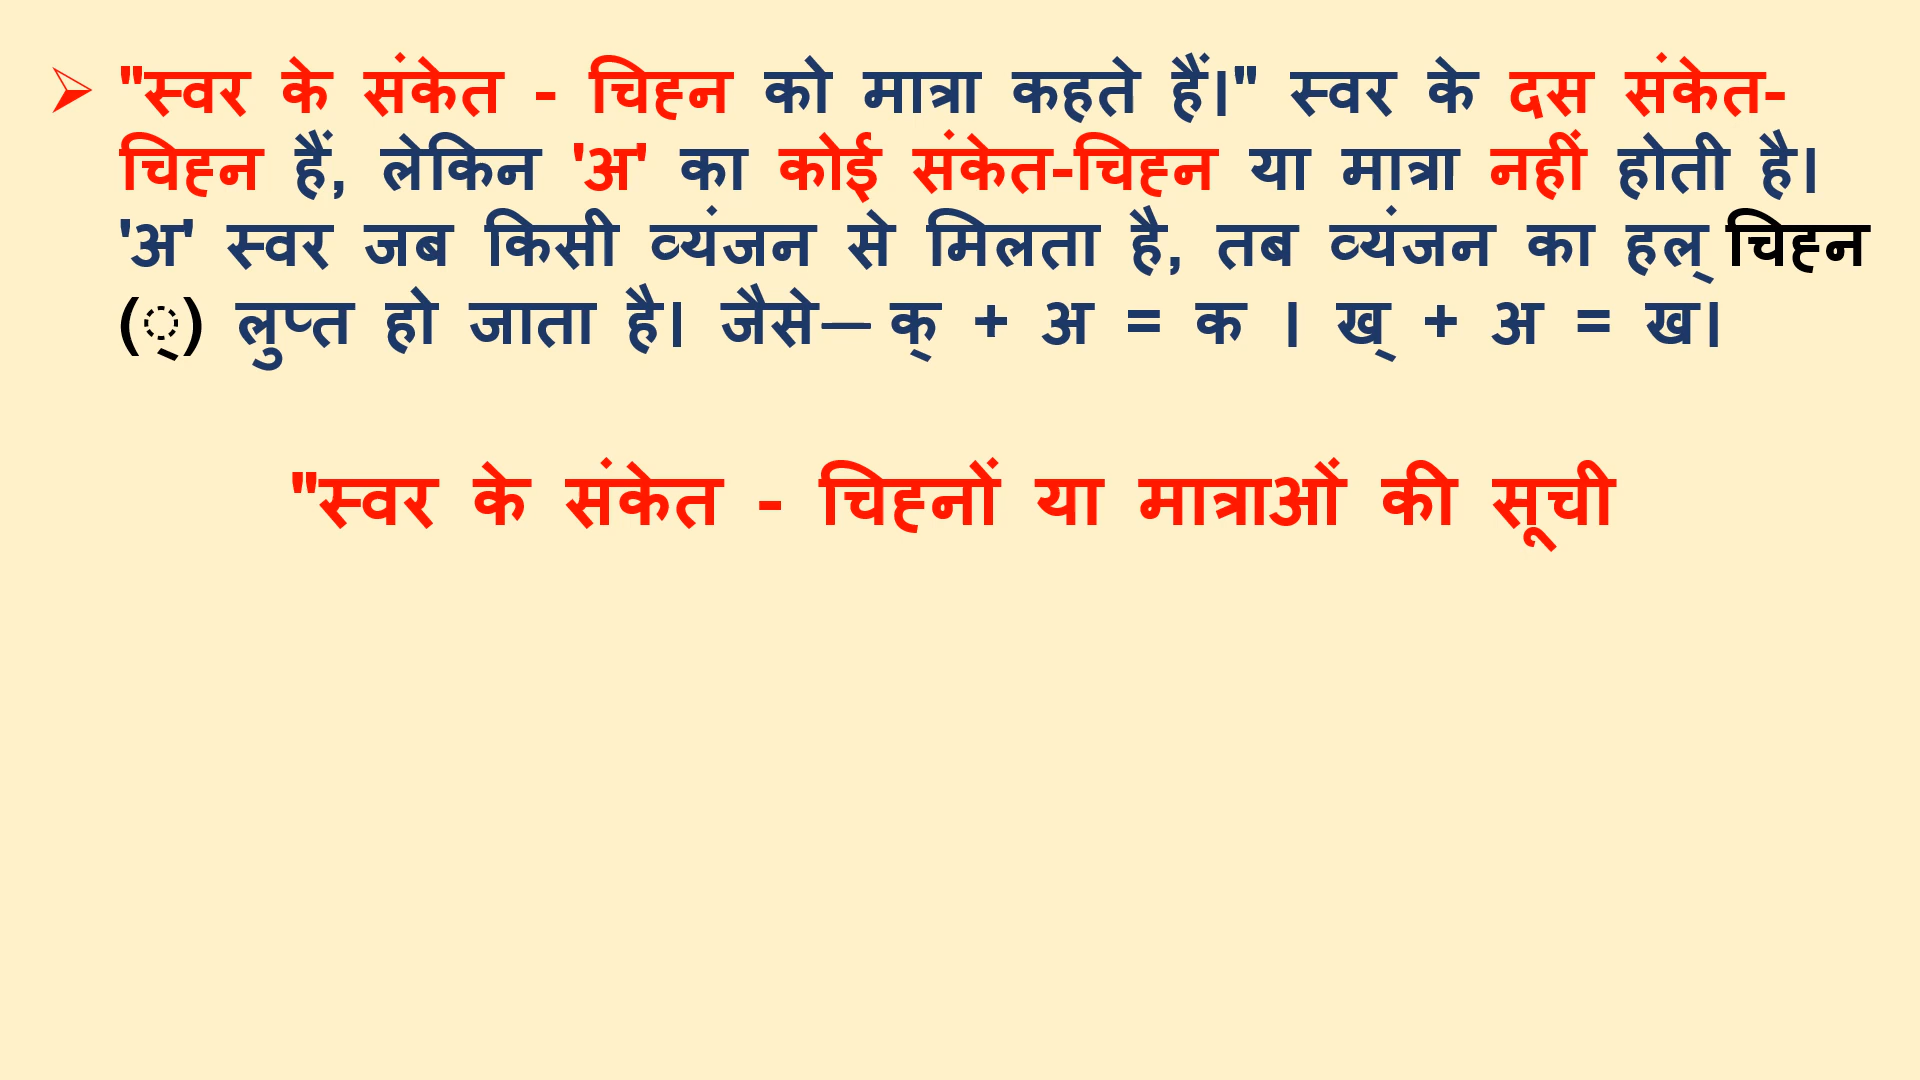 ➢ "स्वर के संकेत - चिह्न को मात्रा कहते हैं।" स्वर के दस संकेत-
चिह्न हैं, लेकिन 'अ' का कोई संकेत-चिह्न या मात्रा नहीं होती है।
'अ' स्वर जब किसी व्यंजन से मिलता है, तब व्यंजन का हल् चिह्न
(्) लुप्त हो जाता है। जैसे— क् + अ = क । ख् + अ = ख।
"स्वर के संकेत - चिह्नों या मात्राओं की सूची